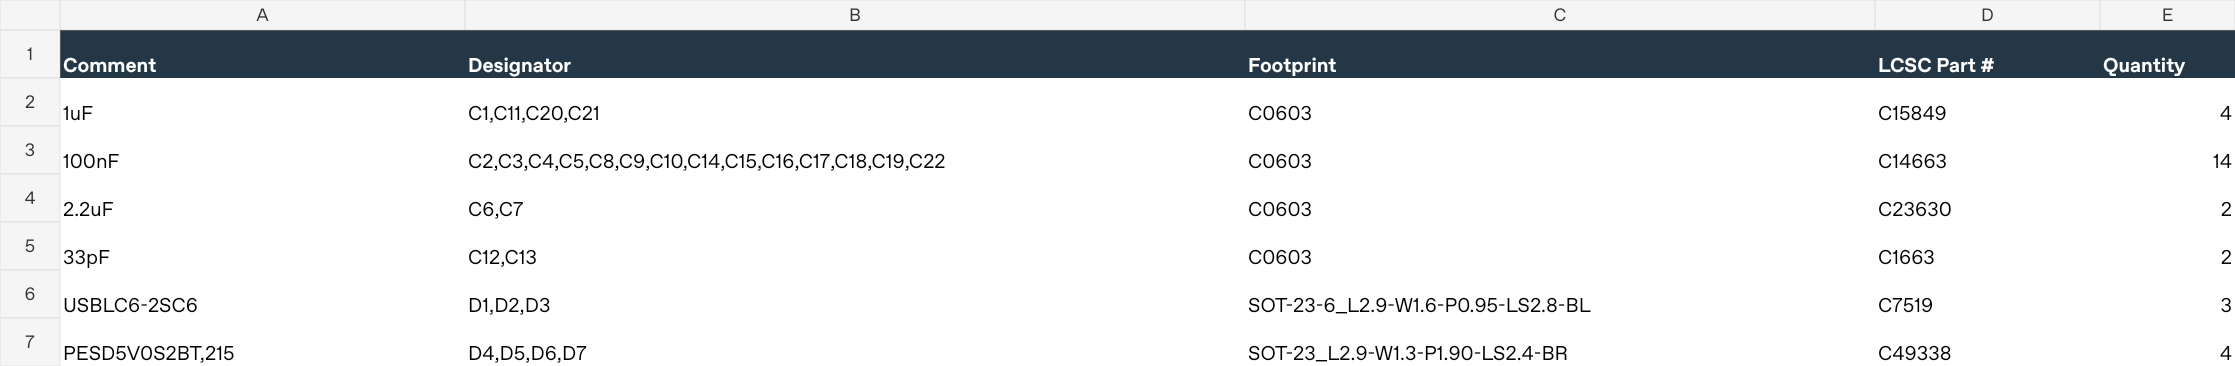 A B C D E
1 Comment Designator Footprint LCSC Part # Quantity
2 1uF C1,C11,C20,C21 C0603 C15849 4
3 100nF C2,C3,C4,C5,C8,C9,C10,C14,C15,C16,C17,C18,C19,C22 C0603 C14663 14
4 2.2uF C6,C7 C0603 C23630 2
5 33pF C12,C13 C0603 C1663 2
6 USBLC6-2SC6 D1,D2,D3 SOT-23-6_L2.9-W1.6-P0.95-LS2.8-BL C7519 3
7 PESD5V0S2BT,215 D4,D5,D6,D7 SOT-23_L2.9-W1.3-P1.90-LS2.4-BR C49338 4